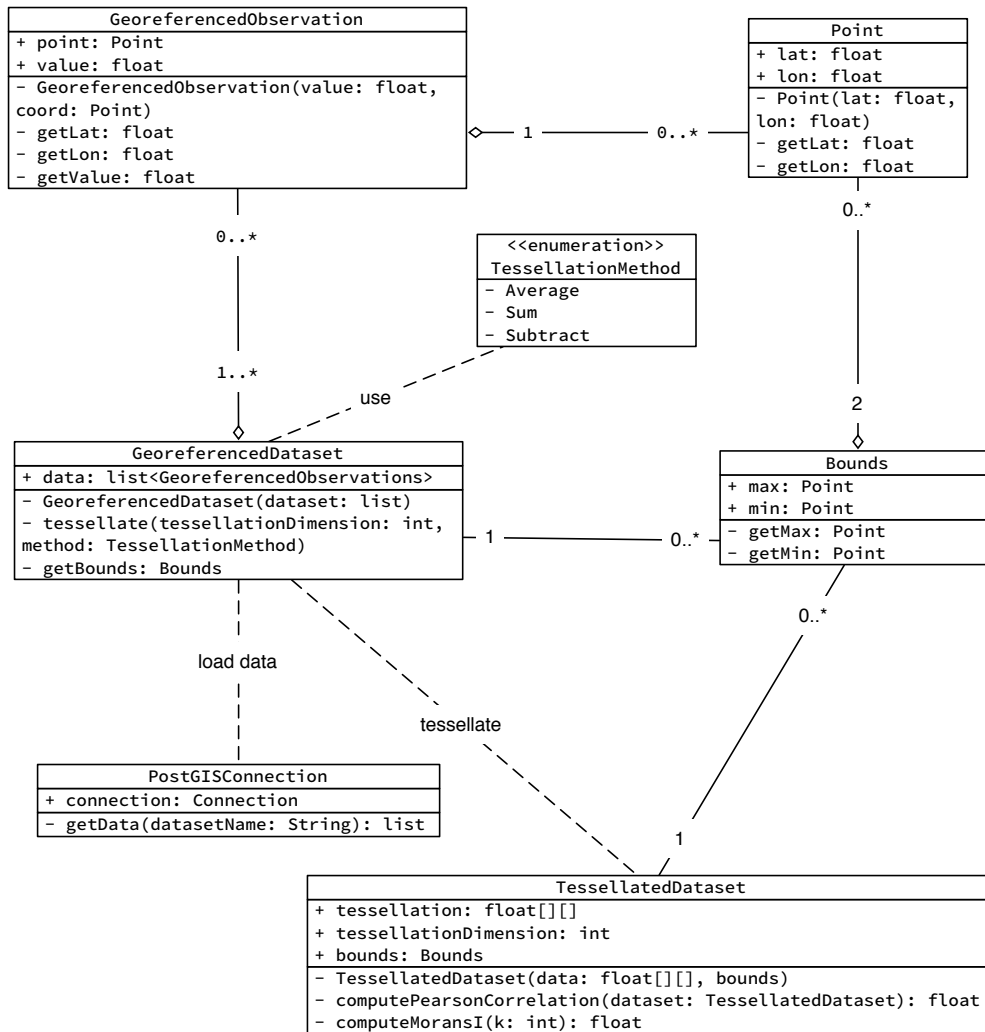 GeoreferencedObservation
+ point: Point
+ value: float
- GeoreferencedObservation(value: float,
coord: Point)
- getLat: float
- getLon: float
- getValue: float
Point
+ lat: float
+ lon: float
- Point(lat: float,
lon: float)
- getLat: float
- getLon: float
1
0..*
0..*
0..*
<<enumeration>>
TessellationMethod
- Average
- Sum
- Subtract
1..*
use
2
GeoreferencedDataset
+ data: list<GeoreferencedObservations>
- GeoreferencedDataset(dataset: list)
- tessellate(tessellationDimension: int,
method: TessellationMethod)
- getBounds: Bounds
Bounds
+ max: Point
+ min: Point
- getMax: Point
- getMin: Point
1
0..*
0..*
load data
tessellate
PostGISConnection
+ connection: Connection
- getData(datasetName: String): list
1
TessellatedDataset
+ tessellation: float[][]
+ tessellationDimension: int
+ bounds: Bounds
- TessellatedDataset(data: float[][], bounds)
- computePearsonCorrelation(dataset: TessellatedDataset): float
- computeMoransI(k: int): float